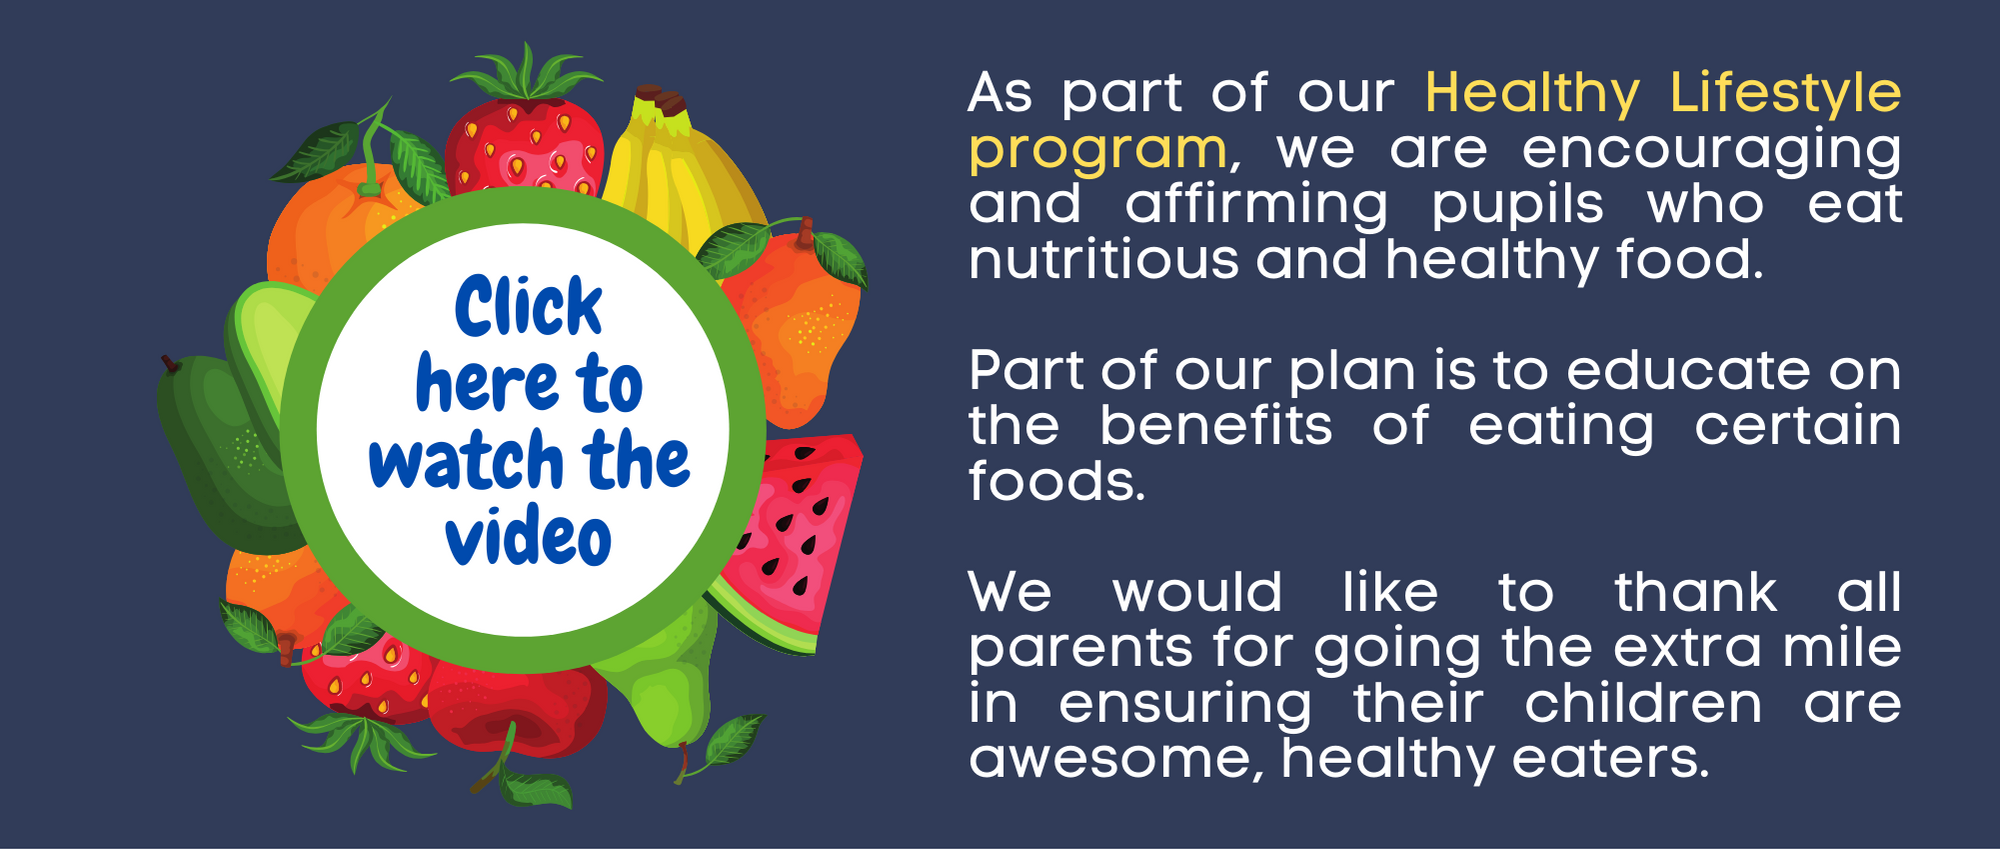 Click
here to
watch the
video
As part of our Healthy Lifestyle
program, we are encouraging
and affirming pupils who eat
nutritious and healthy food.
Part of our plan is to educate on
the benefits of eating certain
foods.
We would like to thank all
parents for going the extra mile
in ensuring their children are
awesome, healthy eaters.